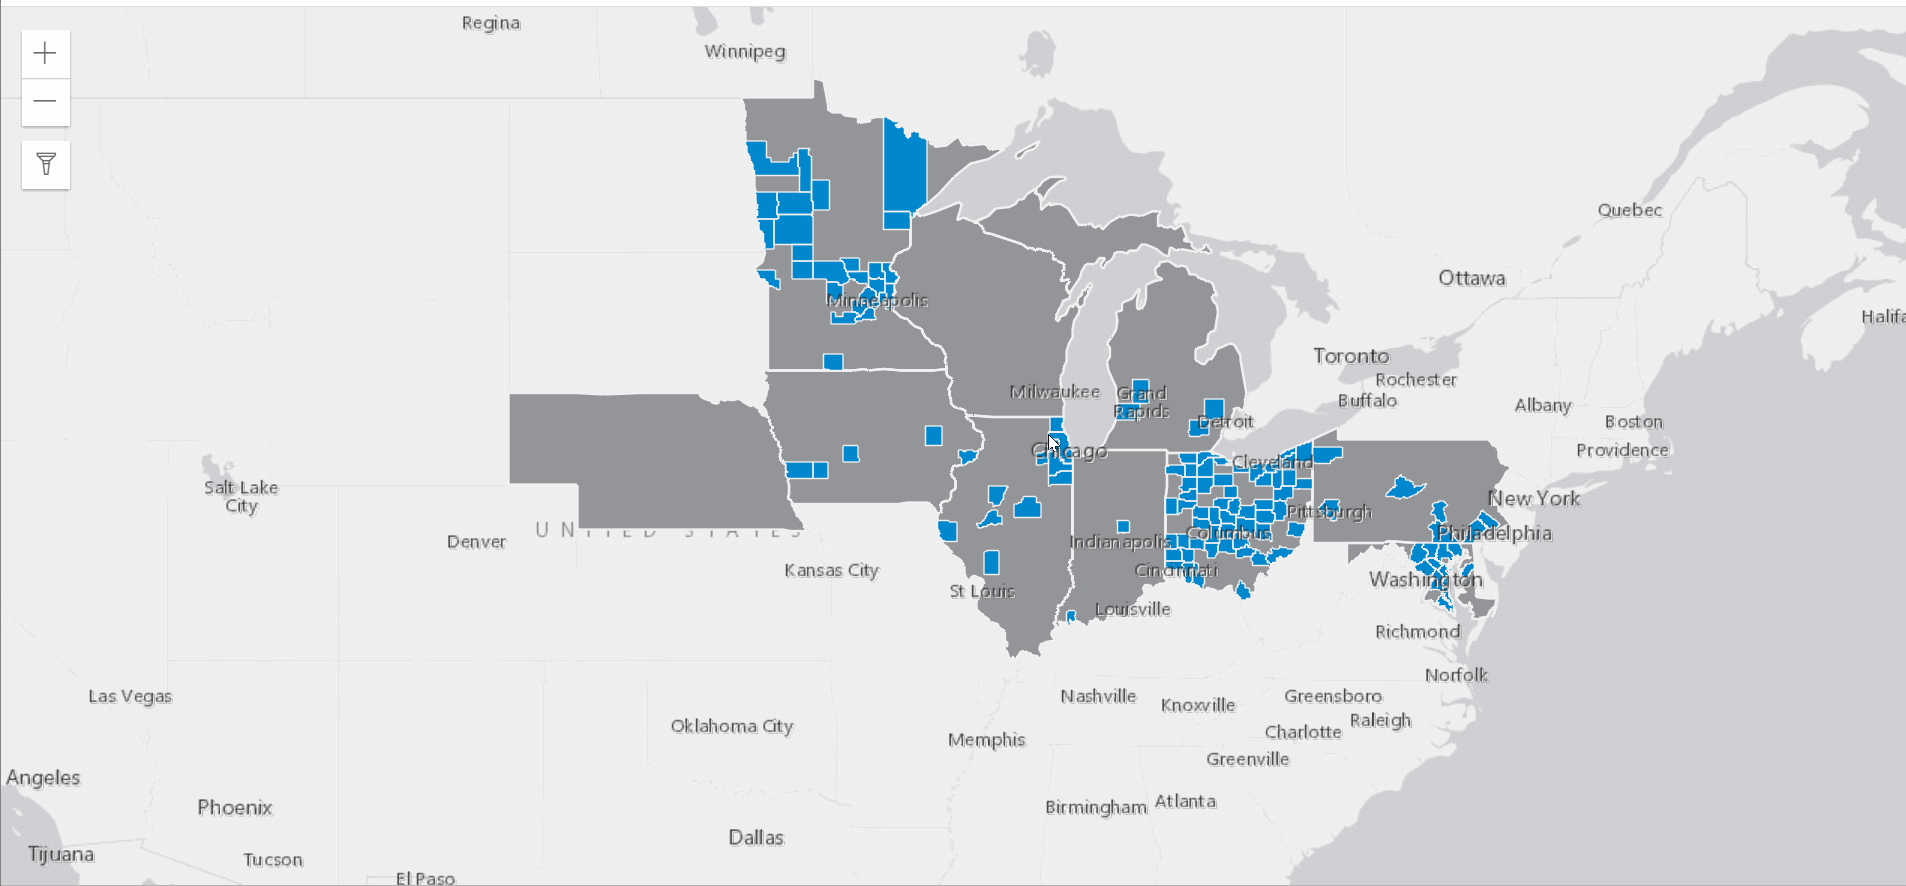 Regina
Winnipeg
Quebec
Ottawa
Minneapolis
Halifa
Toronto
Rochester
Milwaukee
Grand
Rapids
Buffalo
Albany
Detroit
Boston
Chicago
Providence
Cleveland
Salt Lake
City
New York
Pittsburgh
UNITED STATES
Columbus
Philadelphia
Denver
Indianapolis
Kansas City
Cincinnati
Washington
St Louis
Louisville
Richmond
Norfolk
Las Vegas
Nashville
Knoxville
Greensboro
Raleigh
Oklahoma City
Memphis
Charlotte
Greenville
Angeles
Phoenix
Birmingham
Atlanta
Dallas
Tijuana
Tucson
El Paso